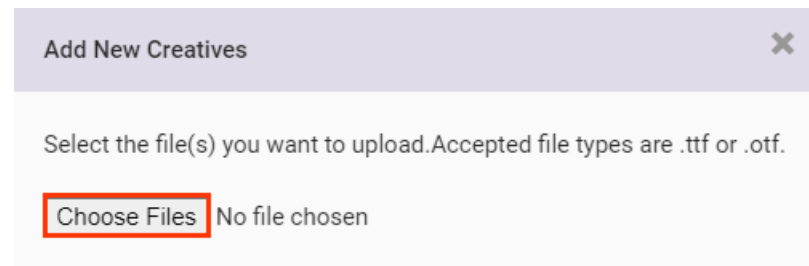 Add New Creatives
Select the file(s) you want to upload.Accepted file types are .ttf or .otf.
Choose Files No file chosen